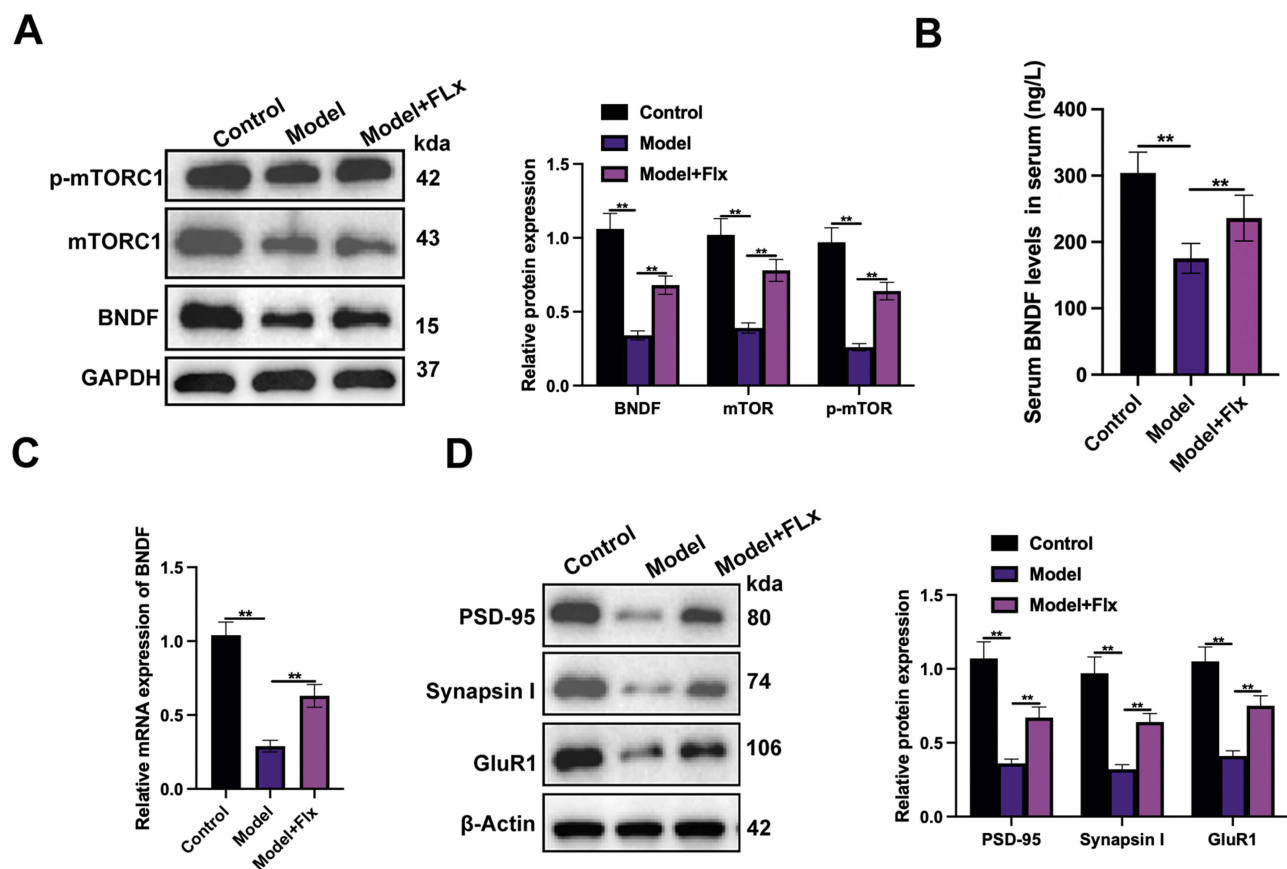 A
Control
Model
Model+FLx
kda
p-mTORC1
42
mTORC1
43
BNDF
15
GAPDH
37
Control
Model
Model+Flx
Relative protein expression
1.5
1.0
0.5
0.0
**
**
**
**
**
**
BNDF
mTOR
p-mTOR
B
Serum BNDF levels in serum (ng/L)
400
300
200
100
0
**
**
Control
Model
Model+Flx
C
Relative mRNA expression of BNDF
1.5
1.0
0.5
0.0
**
**
Control
Model
Model+Flx
D
Control
Model
Model+FLx
kda
PSD-95
80
Synapsin I
74
GluR1
106
β-Actin
42
Control
Model
Model+Flx
Relative protein expression
1.5
1.0
0.5
0.0
**
**
**
**
**
**
PSD-95
Synapsin I
GluR1